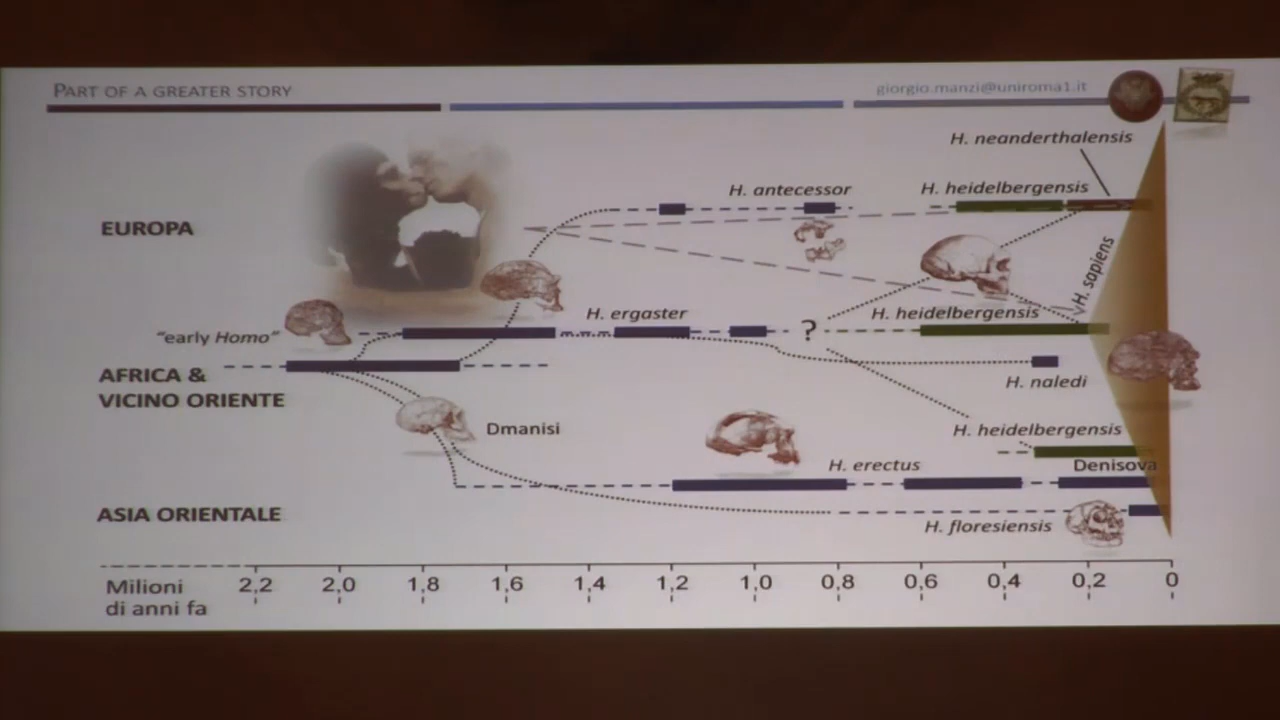 PART OF A GREATER STORY
giorgio.manzi@uniroma1.it
H. neanderthalensis
H. antecessor
H. heidelbergensis
EUROPA
H. sapiens
H. ergaster
H. heidelbergensis
"early Homo"
?
AFRICA &
VICINO ORIENTE
H. naledi
Dmanisi
H. heidelbergensis
H. erectus
Denisova
ASIA ORIENTALE
H. floresiensis
Milioni
di anni fa
2,2 2,0 1,8 1,6 1,4 1,2 1,0 0,8 0,6 0,4 0,2 0